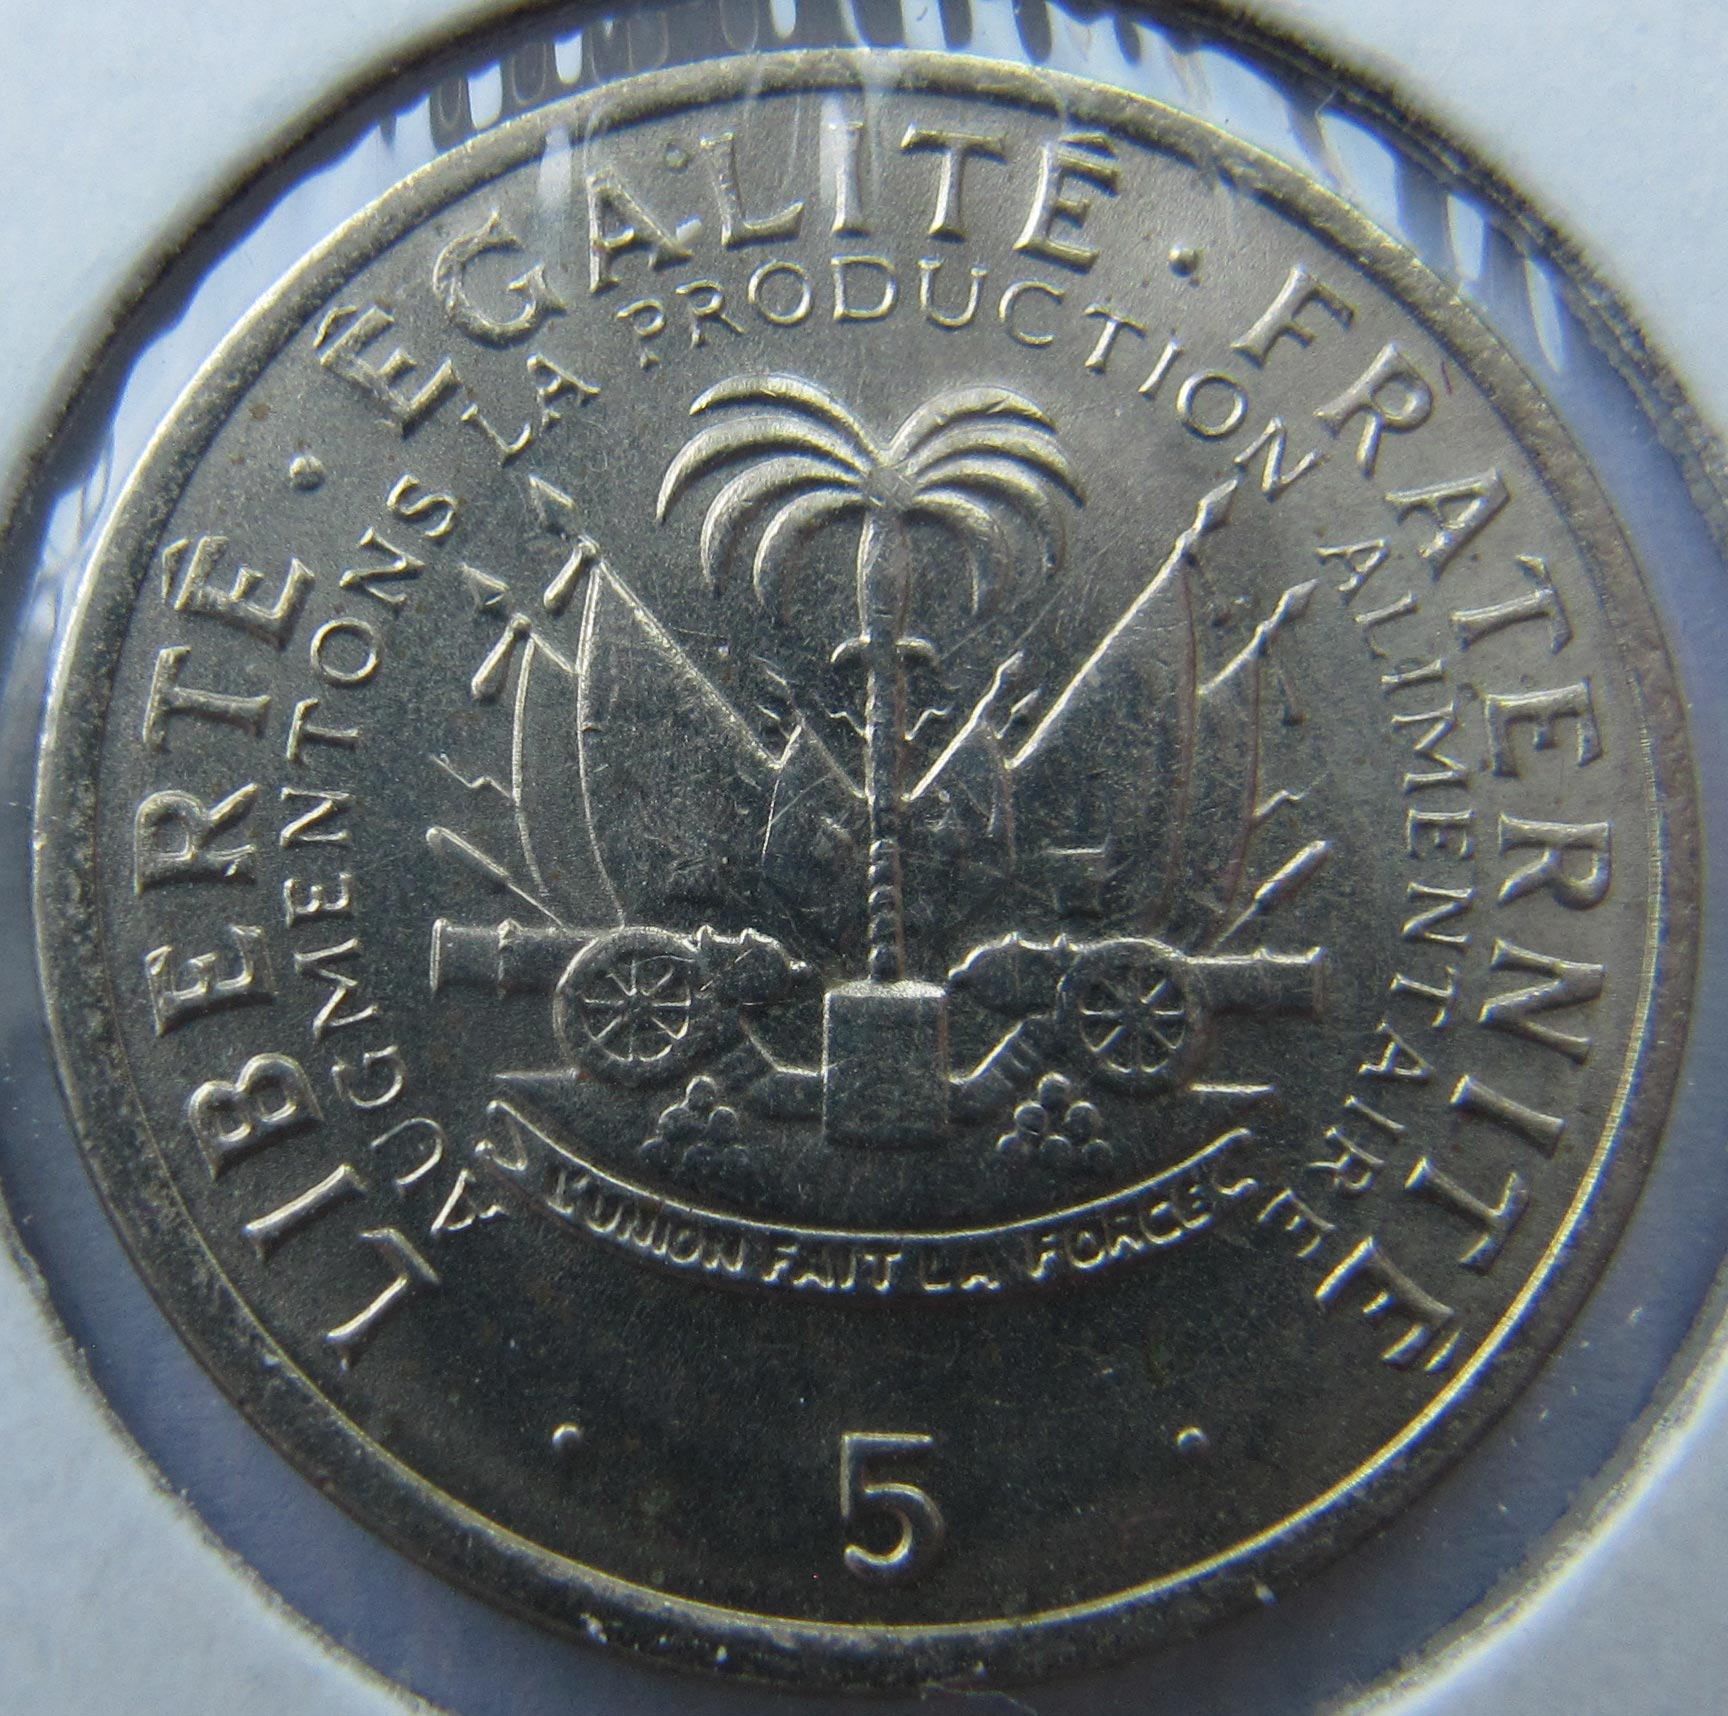 LIBERTÉ · ÉGALITÉ · FRATERNITÉ
AUGMENTONS LA PRODUCTION ALIMENTAIRE
L'UNION FAIT LA FORCE
· 5 ·